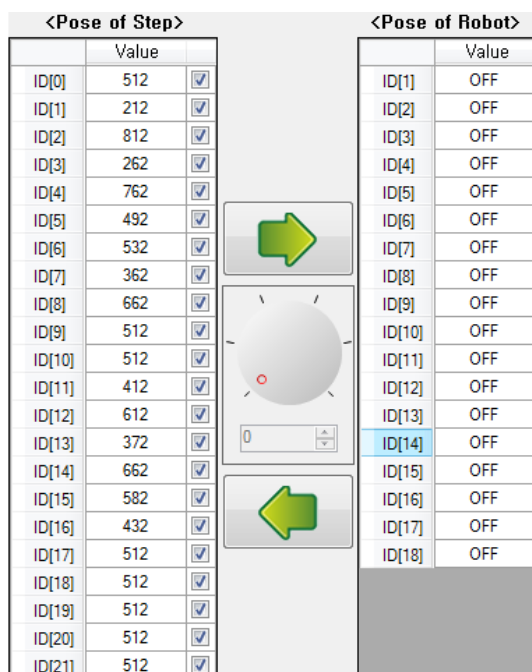 <Pose of Step>
Value
ID[0] 512
ID[1] 212
ID[2] 812
ID[3] 262
ID[4] 762
ID[5] 492
ID[6] 532
ID[7] 362
ID[8] 662
ID[9] 512
ID[10] 512
ID[11] 412
ID[12] 612
ID[13] 372
ID[14] 662
ID[15] 582
ID[16] 432
ID[17] 512
ID[18] 512
ID[19] 512
ID[20] 512
ID[21] 512
0
<Pose of Robot>
Value
ID[1] OFF
ID[2] OFF
ID[3] OFF
ID[4] OFF
ID[5] OFF
ID[6] OFF
ID[7] OFF
ID[8] OFF
ID[9] OFF
ID[10] OFF
ID[11] OFF
ID[12] OFF
ID[13] OFF
ID[14] OFF
ID[15] OFF
ID[16] OFF
ID[17] OFF
ID[18] OFF